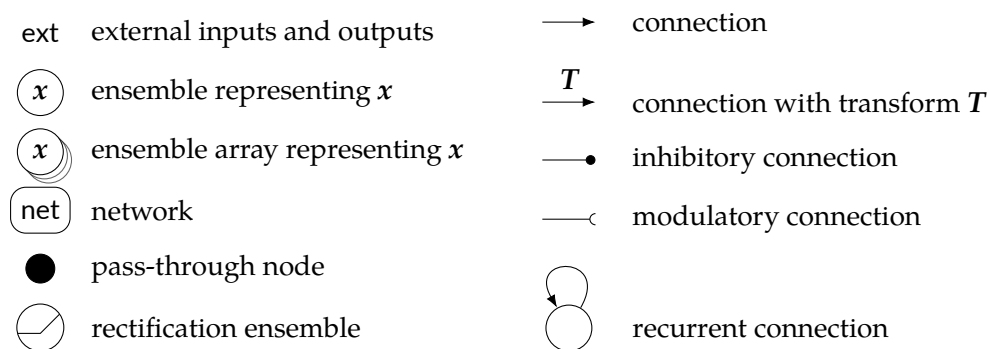 ext external inputs and outputs
x ensemble representing x
x ensemble array representing x
net network
pass-through node
rectification ensemble
connection
T
connection with transform T
inhibitory connection
modulatory connection
recurrent connection